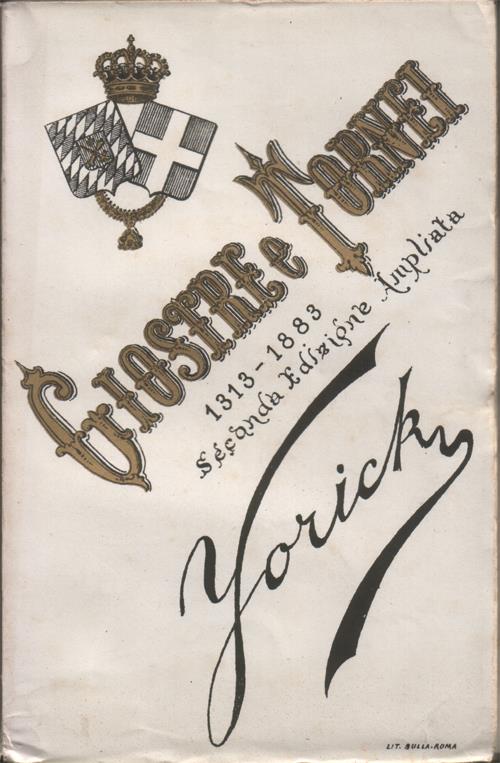 GIOSTRE e TORNEI
1313-1883
Seconda Edizione Ampliata
Yorick
LIT. BULLA-ROMA